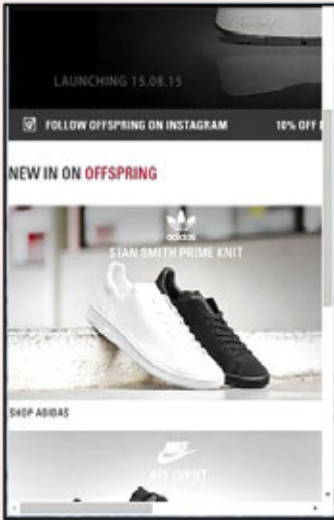 LAUNCHING 15.08.15
FOLLOW OFFSPRING ON INSTAGRAM
10% OFF
NEW IN ON OFFSPRING
adidas
STAN SMITH PRIME KNIT
SHOP ADIDAS